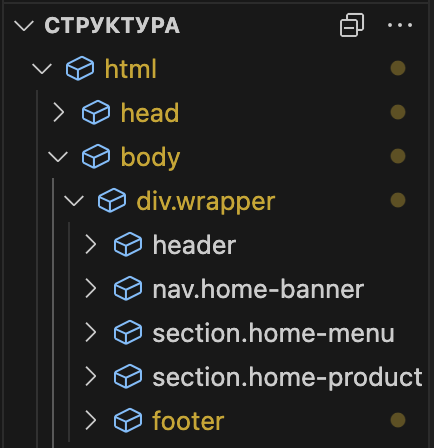 СТРУКТУРА
html
head
body
div.wrapper
header
nav.home-banner
section.home-menu
section.home-product
footer